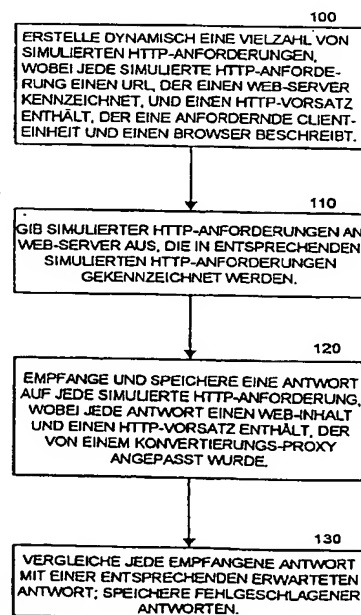 100
ERSTELLE DYNAMISCH EINE VIELZAHL VON
SIMULIERTEN HTTP-ANFORDERUNGEN,
WOBEI JEDE SIMULIERTE HTTP-ANFORDE-
RUNG EINEN URL, DER EINEN WEB-SERVER
KENNZEICHNET, UND EINEN HTTP-VORSATZ
ENTHÄLT, DER EINE ANFORDERNDE CLIENT-
EINHEIT UND EINEN BROWSER BESCHREIBT.
110
GIB SIMULIERTER HTTP-ANFORDERUNGEN AN
WEB-SERVER AUS, DIE IN ENTSPRECHENDEN
SIMULIERTEN HTTP-ANFORDERUNGEN
GEKENNZEICHNET WERDEN.
120
EMPFANGE UND SPEICHERE EINE ANTWORT
AUF JEDE SIMULIERTE HTTP-ANFORDERUNG,
WOBEI JEDE ANTWORT EINEN WEB-INHALT
UND EINEN HTTP-VORSATZ ENTHÄLT, DER
VON EINEM KONVERTIERUNGS-PROXY
ANGEPASST WURDE.
130
VERGLEICHE JEDE EMPFANGENE ANTWORT
MIT EINER ENTSPRECHENDEN ERWARTETEN
ANTWORT; SPEICHERE FEHLGESCHLAGENER
ANTWORTEN.